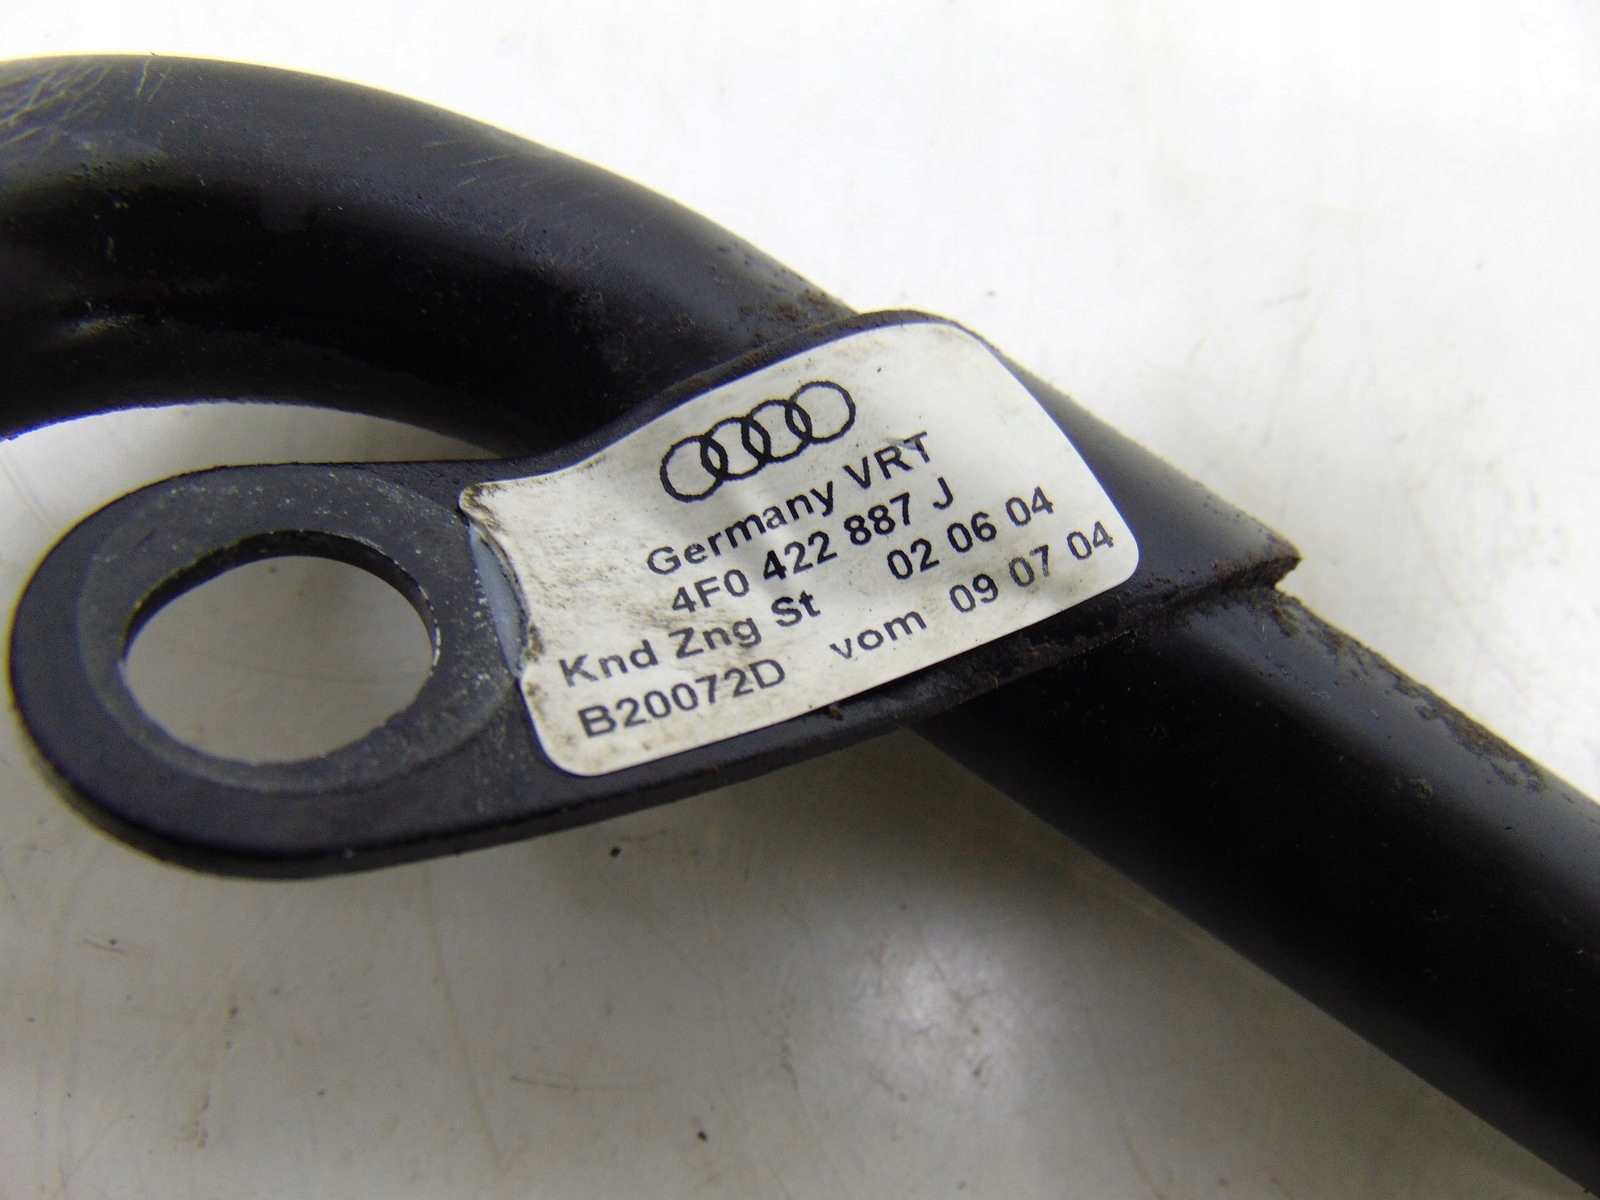 Germany VRT
4F0 422 887 J
Knd Zng St 02 06 04
B20072D vom 09 07 04